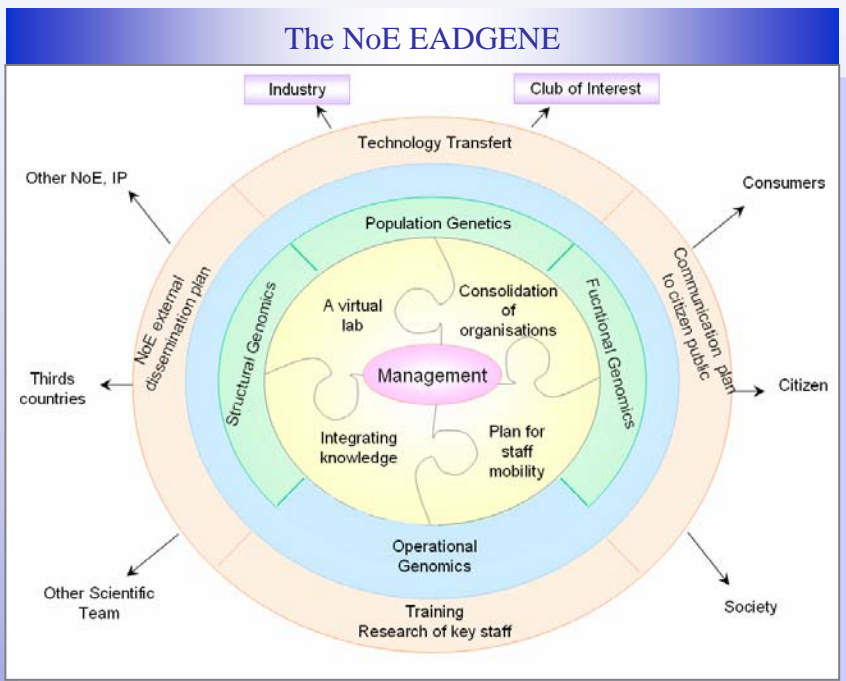 The NoE EADGENE
Industry
Club of Interest
Technology Transfert
Other NoE, IP
Consumers
Population Genetics
NoE external
dissemination plan
Structural Genomics
A virtual
lab
Consolidation
of
organisations
Fucntional Genomics
Communication plan
to citizen public
Management
Thirds
countries
Citizen
Integrating
knowledge
Plan for
staff
mobility
Operational
Genomics
Other Scientific
Team
Training
Research of key staff
Society